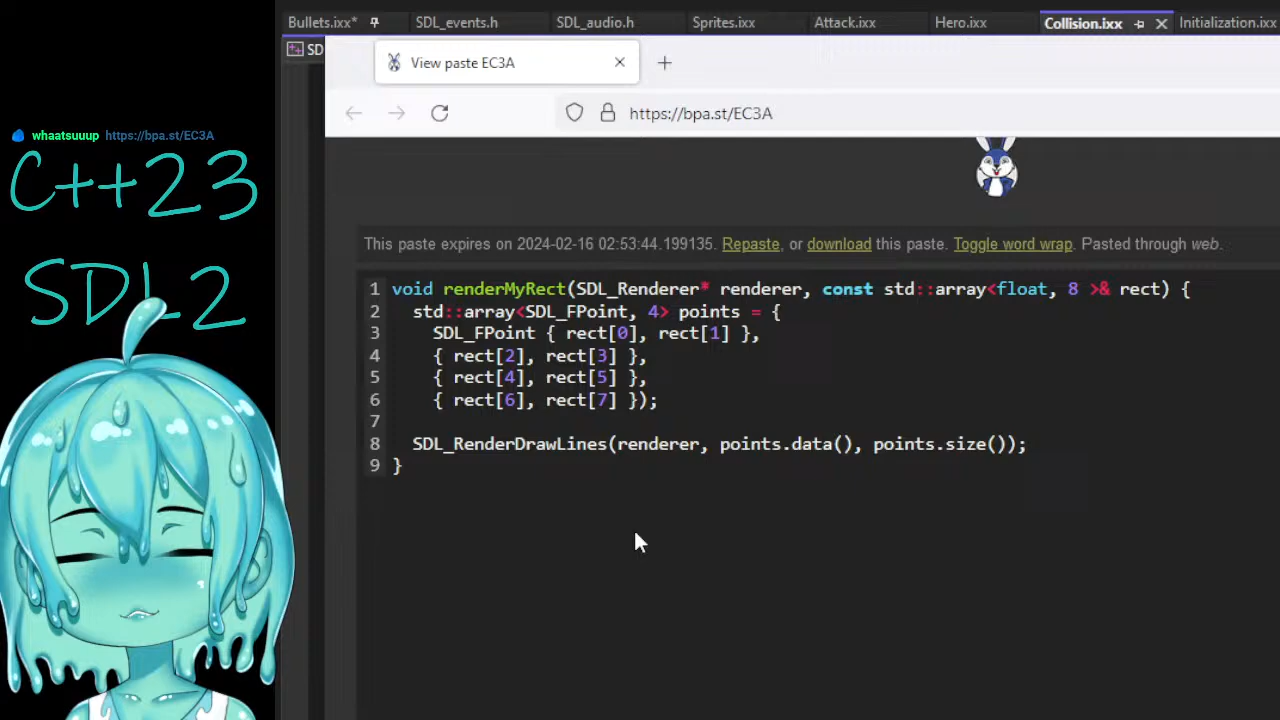 Bullets.ixx* SDL_events.h SDL_audio.h Sprites.ixx Attack.ixx Hero.ixx Collision.ixx Initialization.ixx
SD
View paste EC3A
https://bpa.st/EC3A
whaatsuuup https://bpa.st/EC3A
C++23
SDL2
This paste expires on 2024-02-16 02:53:44.199135. Repaste, or download this paste. Toggle word wrap. Pasted through web.
1 void renderMyRect(SDL_Renderer* renderer, const std::array<float, 8 >& rect) {
2 std::array<SDL_FPoint, 4> points = {
3 SDL_FPoint { rect[0], rect[1] },
4 { rect[2], rect[3] },
5 { rect[4], rect[5] },
6 { rect[6], rect[7] });
7
8 SDL_RenderDrawLines(renderer, points.data(), points.size());
9 }